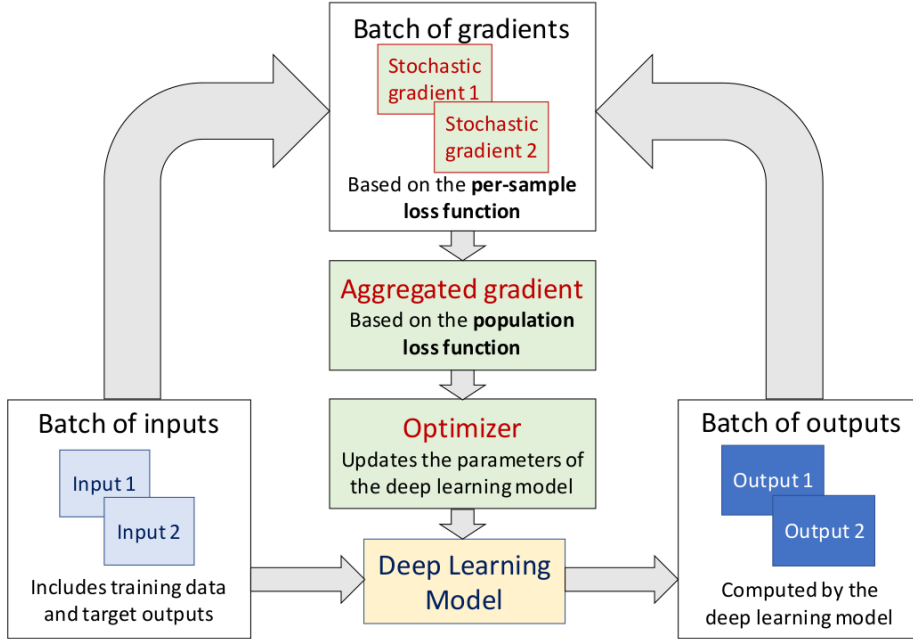 Batch of gradients
Stochastic
gradient 1
Stochastic
gradient 2
Based on the per-sample
loss function
Aggregated gradient
Based on the population
loss function
Optimizer
Updates the parameters of
the deep learning model
Batch of inputs
Input 1
Input 2
Includes training data
and target outputs
Deep Learning
Model
Batch of outputs
Output 1
Output 2
Computed by the
deep learning model